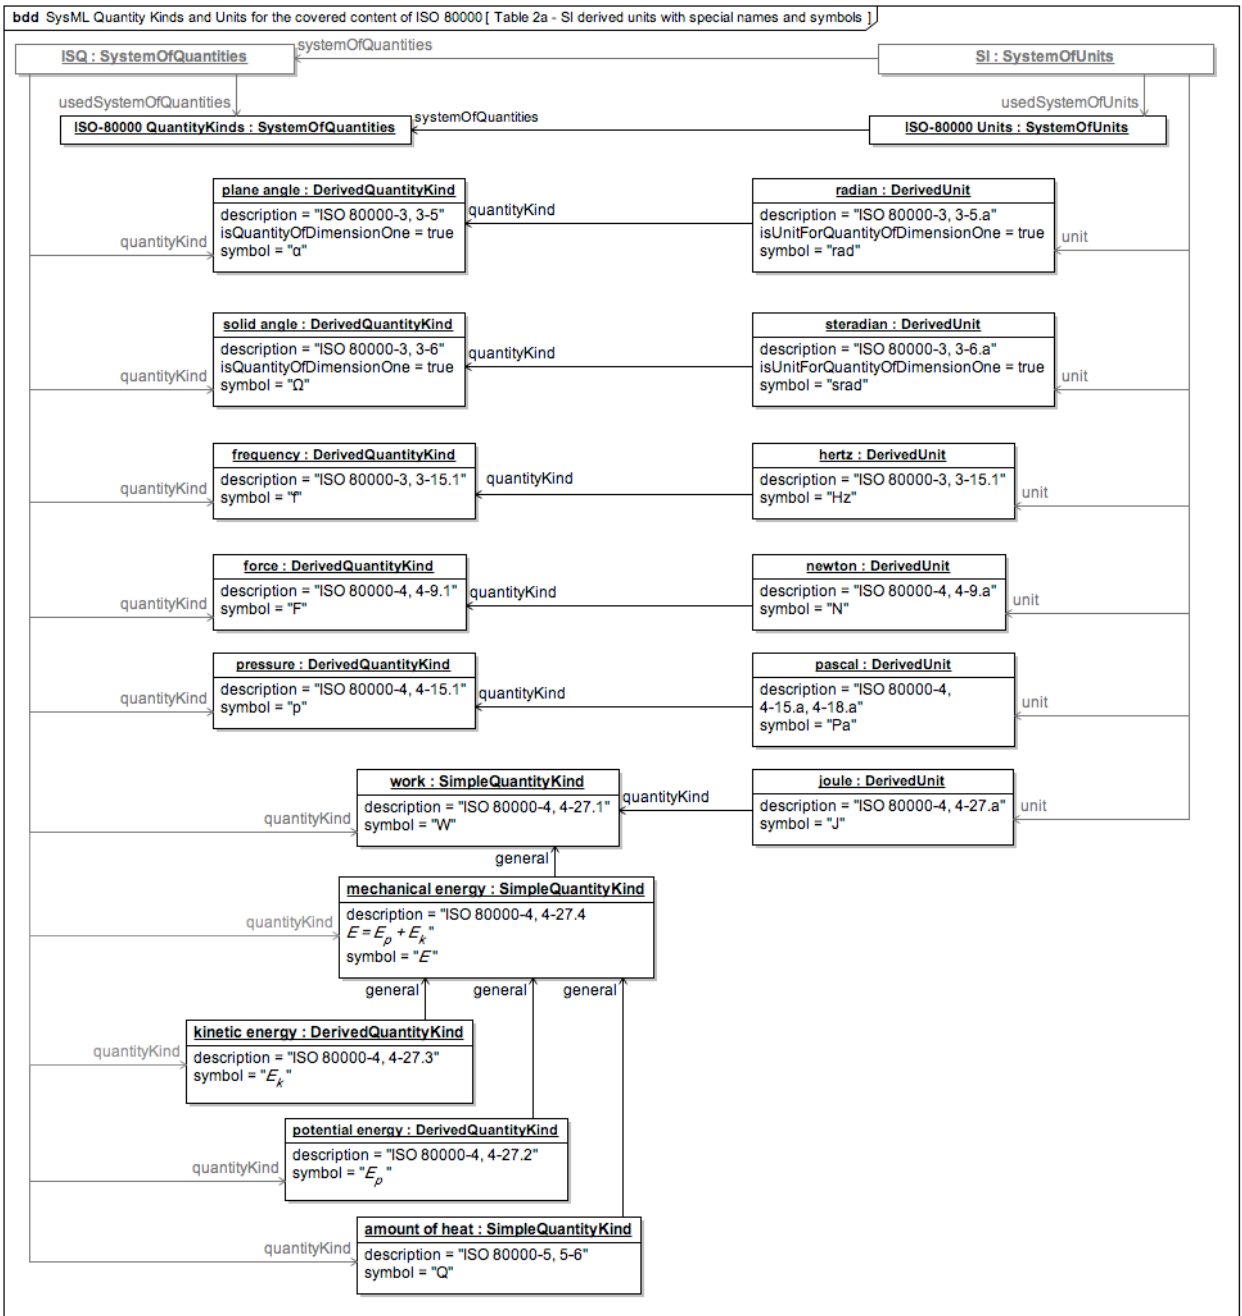 bdd SysML Quantity Kinds and Units for the covered content of ISO 80000 [ Table 2a - SI derived units with special names and symbols ]
ISQ : SystemOfQuantities
systemOfQuantities
SI : SystemOfUnits
usedSystemOfQuantities
usedSystemOfUnits
ISO-80000 QuantityKinds : SystemOfQuantities
systemOfQuantities
ISO-80000 Units : SystemOfUnits
plane angle : DerivedQuantityKind
description = "ISO 80000-3, 3-5"
isQuantityOfDimensionOne = true
symbol = "α"
quantityKind
quantityKind
radian : DerivedUnit
description = "ISO 80000-3, 3-5.a"
isUnitForQuantityOfDimensionOne = true
symbol = "rad"
unit
solid angle : DerivedQuantityKind
description = "ISO 80000-3, 3-6"
isQuantityOfDimensionOne = true
symbol = "Ω"
quantityKind
quantityKind
steradian : DerivedUnit
description = "ISO 80000-3, 3-6.a"
isUnitForQuantityOfDimensionOne = true
symbol = "srad"
unit
frequency : DerivedQuantityKind
description = "ISO 80000-3, 3-15.1"
symbol = "f"
quantityKind
quantityKind
hertz : DerivedUnit
description = "ISO 80000-3, 3-15.1"
symbol = "Hz"
unit
force : DerivedQuantityKind
description = "ISO 80000-4, 4-9.1"
symbol = "F"
quantityKind
quantityKind
newton : DerivedUnit
description = "ISO 80000-4, 4-9.a"
symbol = "N"
unit
pressure : DerivedQuantityKind
description = "ISO 80000-4, 4-15.1"
symbol = "p"
quantityKind
quantityKind
pascal : DerivedUnit
description = "ISO 80000-4,
4-15.a, 4-18.a"
symbol = "Pa"
unit
work : SimpleQuantityKind
description = "ISO 80000-4, 4-27.1"
symbol = "W"
quantityKind
quantityKind
joule : DerivedUnit
description = "ISO 80000-4, 4-27.a"
symbol = "J"
unit
general
mechanical energy : SimpleQuantityKind
description = "ISO 80000-4, 4-27.4
E = E_p + E_k"
symbol = "E"
quantityKind
general
general
general
kinetic energy : DerivedQuantityKind
description = "ISO 80000-4, 4-27.3"
symbol = "E_k"
quantityKind
potential energy : DerivedQuantityKind
description = "ISO 80000-4, 4-27.2"
symbol = "E_p"
quantityKind
amount of heat : SimpleQuantityKind
description = "ISO 80000-5, 5-6"
symbol = "Q"
quantityKind